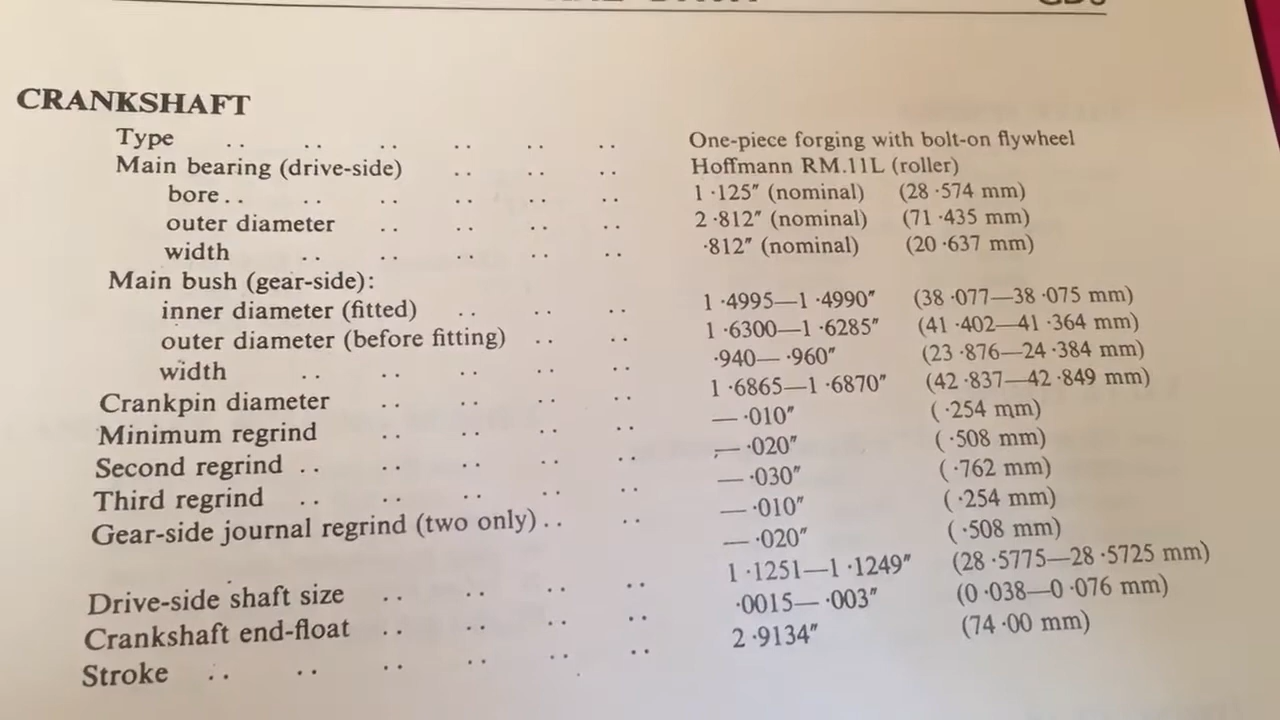 CRANKSHAFT
Type .. .. .. .. .. .. One-piece forging with bolt-on flywheel
Main bearing (drive-side) .. .. .. Hoffmann RM.11L (roller)
bore.. .. .. .. .. .. 1·125″ (nominal) (28·574 mm)
outer diameter .. .. .. .. 2·812″ (nominal) (71·435 mm)
width .. .. .. .. .. ·812″ (nominal) (20·637 mm)
Main bush (gear-side):
inner diameter (fitted) .. .. .. 1·4995—1·4990″ (38·077—38·075 mm)
outer diameter (before fitting) .. .. 1·6300—1·6285″ (41·402—41·364 mm)
width .. .. .. .. .. ·940—·960″ (23·876—24·384 mm)
Crankpin diameter .. .. .. .. 1·6865—1·6870″ (42·837—42·849 mm)
Minimum regrind .. .. .. .. —·010″ (·254 mm)
Second regrind .. .. .. .. .. —·020″ (·508 mm)
Third regrind .. .. .. .. .. —·030″ (·762 mm)
Gear-side journal regrind (two only).. .. —·010″ (·254 mm)
—·020″ (·508 mm)
Drive-side shaft size .. .. .. .. 1·1251—1·1249″ (28·5775—28·5725 mm)
Crankshaft end-float .. .. .. .. ·0015—·003″ (0·038—0·076 mm)
Stroke .. .. .. .. .. .. 2·9134″ (74·00 mm)